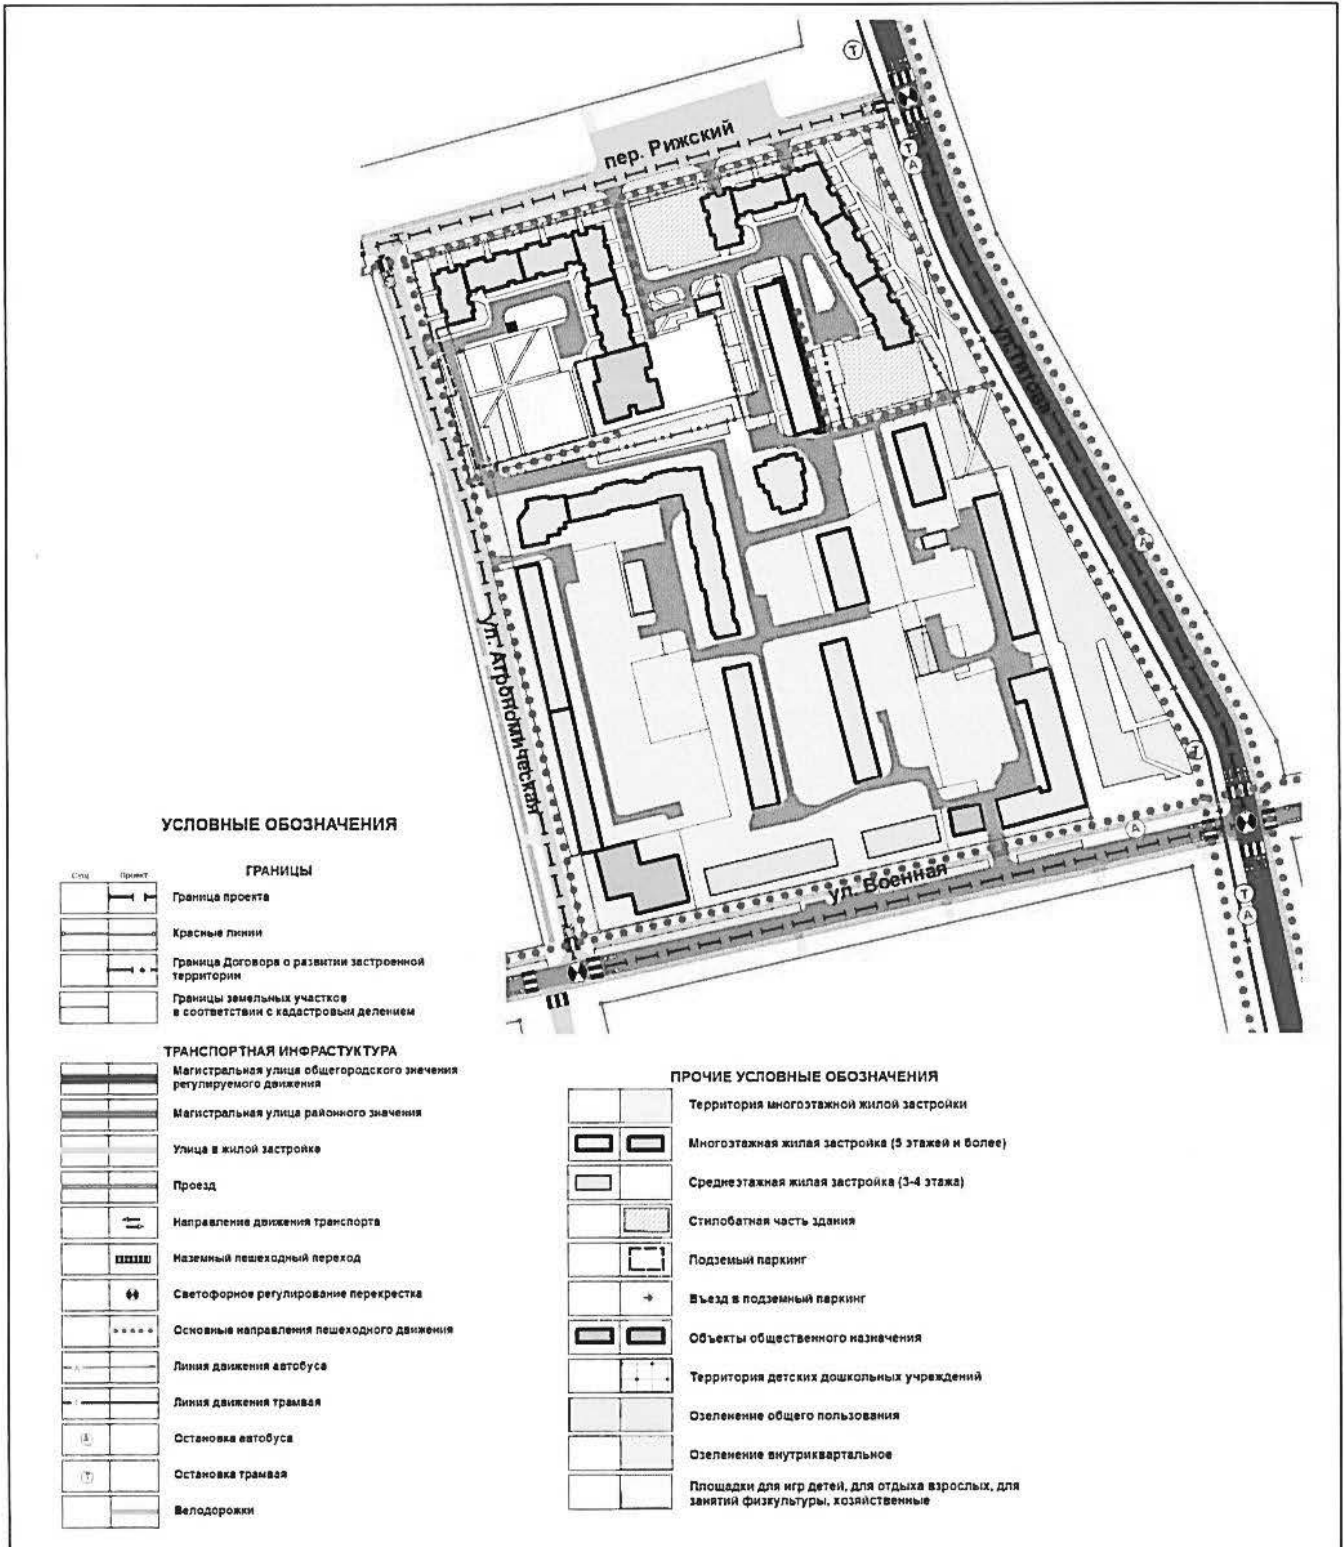 Т
пер. Рижский
Т
А
ул. Титова
А
ул. Агрономическая
Т
А
ул. Военная
Т
А
УСЛОВНЫЕ ОБОЗНАЧЕНИЯ
ГРАНИЦЫ
Сущ Проект
Граница проекта
Красные линии
Граница Договора о развитии застроенной
территории
Границы земельных участков
в соответствии с кадастровым делением
ТРАНСПОРТНАЯ ИНФРАСТУКТУРА
Магистральная улица общегородского значения
регулируемого движения
Магистральная улица районного значения
Улица в жилой застройке
Проезд
Направление движения транспорта
Наземный пешеходный переход
Светофорное регулирование перекрестка
Основные направления пешеходного движения
Линия движения автобуса
Линия движения трамвая
А
Остановка автобуса
Т
Остановка трамвая
Велодорожки
ПРОЧИЕ УСЛОВНЫЕ ОБОЗНАЧЕНИЯ
Территория многоэтажной жилой застройки
Многоэтажная жилая застройка (5 этажей и более)
Среднеэтажная жилая застройка (3-4 этажа)
Стилобатная часть здания
Подземый паркинг
Въезд в подземный паркинг
Объекты общественного назначения
Территория детских дошкольных учреждений
Озеленение общего пользования
Озеленение внутриквартальное
Площадки для игр детей, для отдыха взрослых, для
занятий физкультуры, хозяйственные